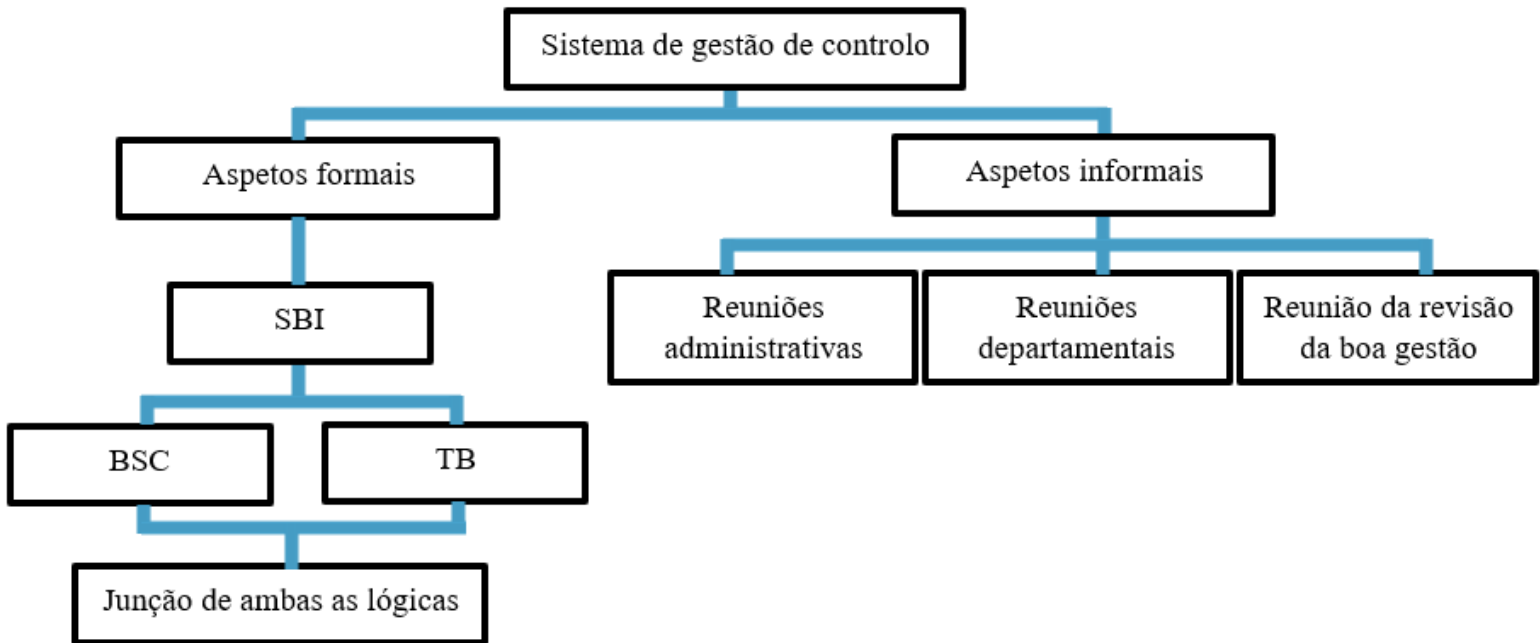 Sistema de gestão de controlo
Aspetos formais
Aspetos informais
SBI
Reuniões
administrativas
Reuniões
departamentais
Reunião da revisão
da boa gestão
BSC
TB
Junção de ambas as lógicas